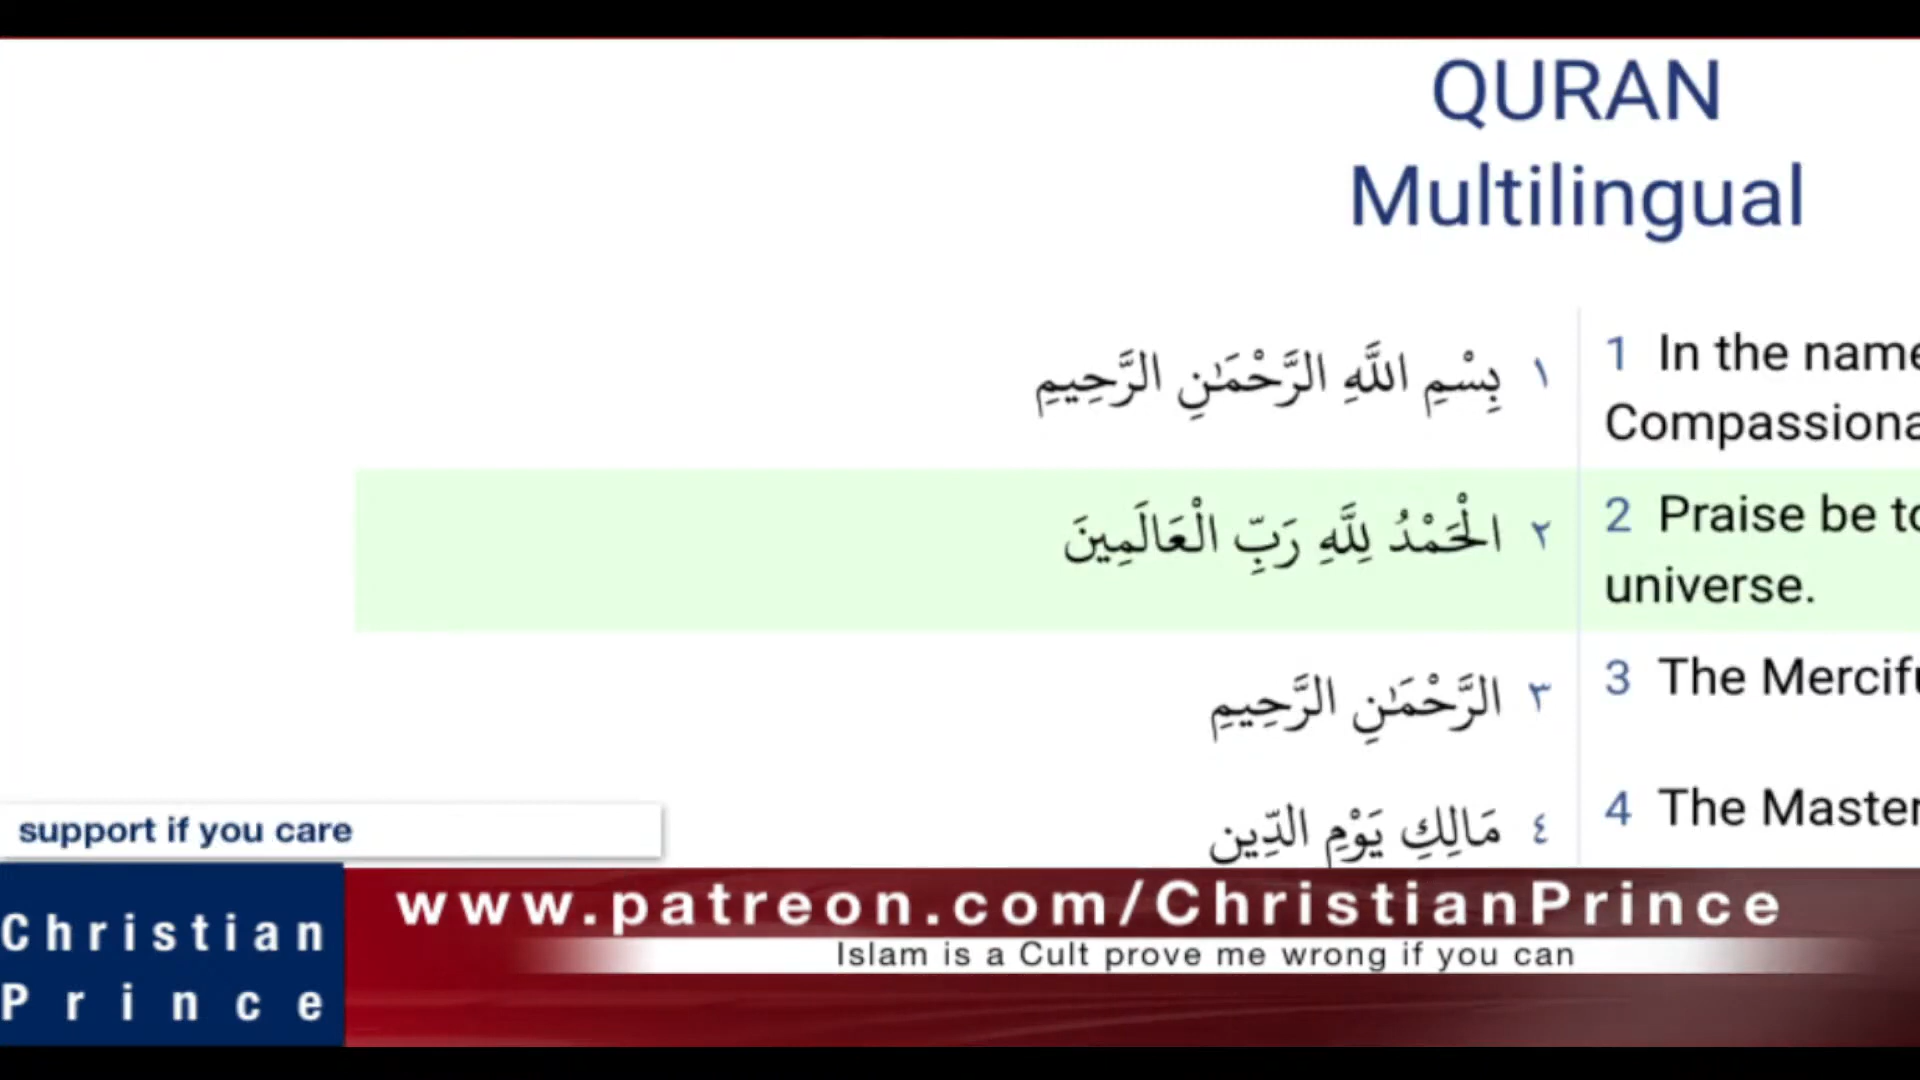 QURAN
Multilingual
١ بِسْمِ اللَّهِ الرَّحْمَٰنِ الرَّحِيمِ
1 In the name
Compassiona
٢ الْحَمْدُ لِلَّهِ رَبِّ الْعَالَمِينَ
2 Praise be to
universe.
٣ الرَّحْمَٰنِ الرَّحِيمِ
3 The Mercifu
٤ مَالِكِ يَوْمِ الدِّينِ
4 The Master
support if you care
Christian
Prince
www.patreon.com/ChristianPrince
Islam is a Cult prove me wrong if you can